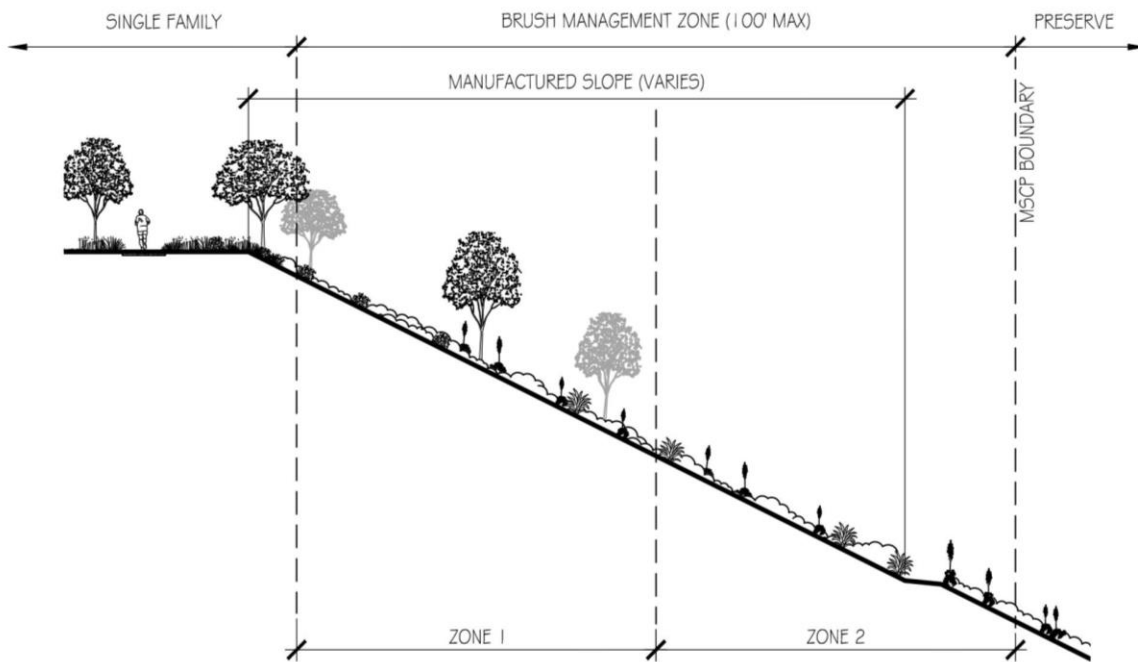 SINGLE FAMILY
BRUSH MANAGEMENT ZONE (100' MAX)
PRESERVE
MANUFACTURED SLOPE (VARIES)
MSCP BOUNDARY
ZONE 1
ZONE 2